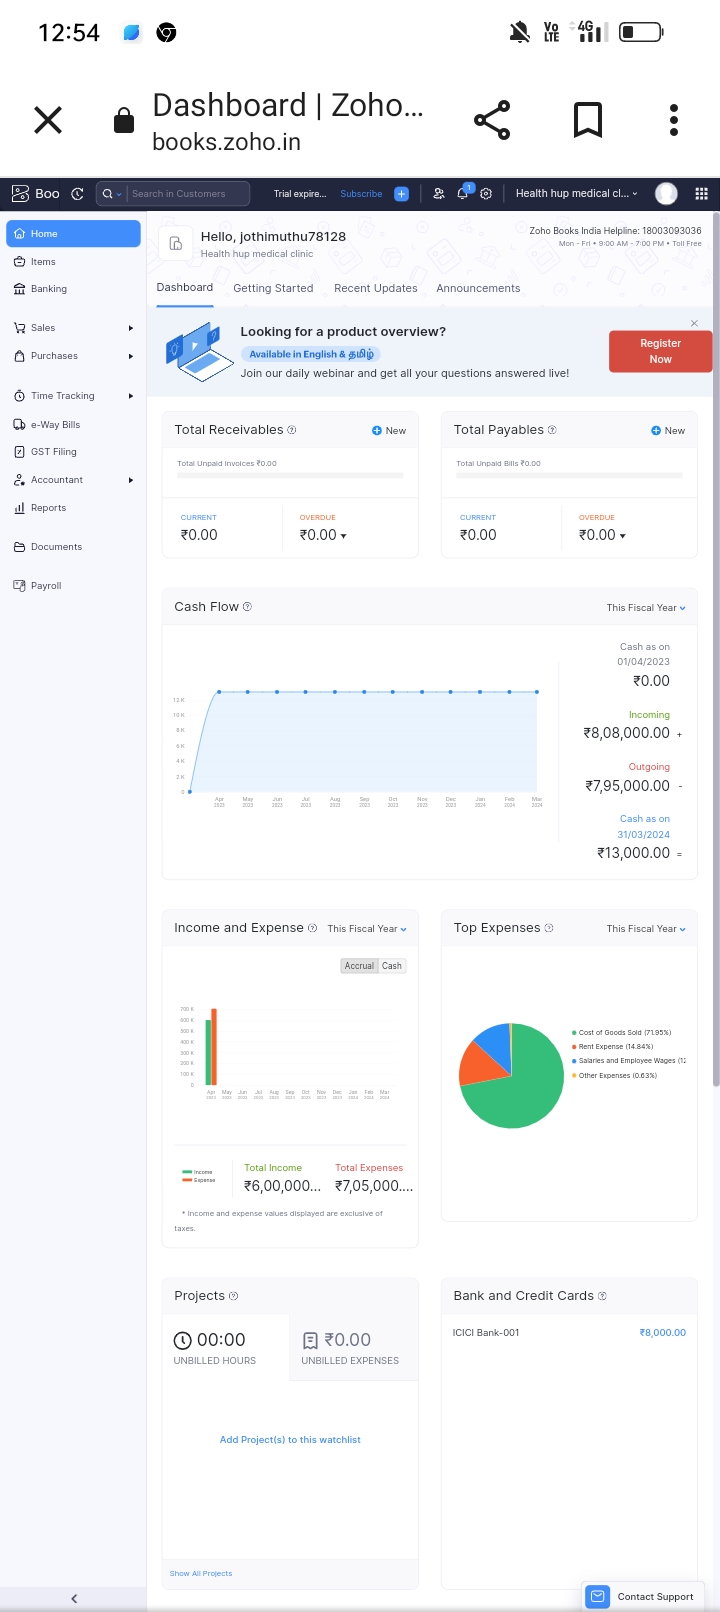 12:54
Vo LTE 4G
Dashboard | Zoho...
books.zoho.in
Boo
Search in Customers
Trial expire...
Subscribe
1
Health hup medical cl...
Home
Items
Banking
Sales
Purchases
Time Tracking
e-Way Bills
GST Filing
Accountant
Reports
Documents
Payroll
Hello, jothimuthu78128
Health hup medical clinic
Zoho Books India Helpline: 18003093036
Mon - Fri • 9:00 AM - 7:00 PM • Toll Free
Dashboard Getting Started Recent Updates Announcements
Looking for a product overview?
Available in English & தமிழ்
Join our daily webinar and get all your questions answered live!
Register
Now
Total Receivables
New
Total Unpaid Invoices ₹0.00
CURRENT
₹0.00
OVERDUE
₹0.00
Total Payables
New
Total Unpaid Bills ₹0.00
CURRENT
₹0.00
OVERDUE
₹0.00
Cash Flow
This Fiscal Year
10 K
8 K
6 K
4 K
2 K
0
Apr 2023
May 2023
Jun 2023
Jul 2023
Aug 2023
Sep 2023
Oct 2023
Nov 2023
Dec 2023
Jan 2024
Feb 2024
Mar 2024
Cash as on
01/04/2023
₹0.00
Incoming
₹8,08,000.00 +
Outgoing
₹7,95,000.00 -
Cash as on
31/03/2024
₹13,000.00 =
Income and Expense
This Fiscal Year
Accrual Cash
700 K
600 K
500 K
400 K
300 K
200 K
100 K
0
Apr 2023
May 2023
Jun 2023
Jul 2023
Aug 2023
Sep 2023
Oct 2023
Nov 2023
Dec 2023
Jan 2024
Feb 2024
Mar 2024
Income
Expense
Total Income
₹6,00,000...
Total Expenses
₹7,05,000....
* Income and expense values displayed are exclusive of
taxes.
Top Expenses
This Fiscal Year
Cost of Goods Sold (71.95%)
Rent Expense (14.84%)
Salaries and Employee Wages (12
Other Expenses (0.63%)
Projects
00:00
UNBILLED HOURS
₹0.00
UNBILLED EXPENSES
Add Project(s) to this watchlist
Show All Projects
Bank and Credit Cards
ICICI Bank-001
₹8,000.00
Contact Support